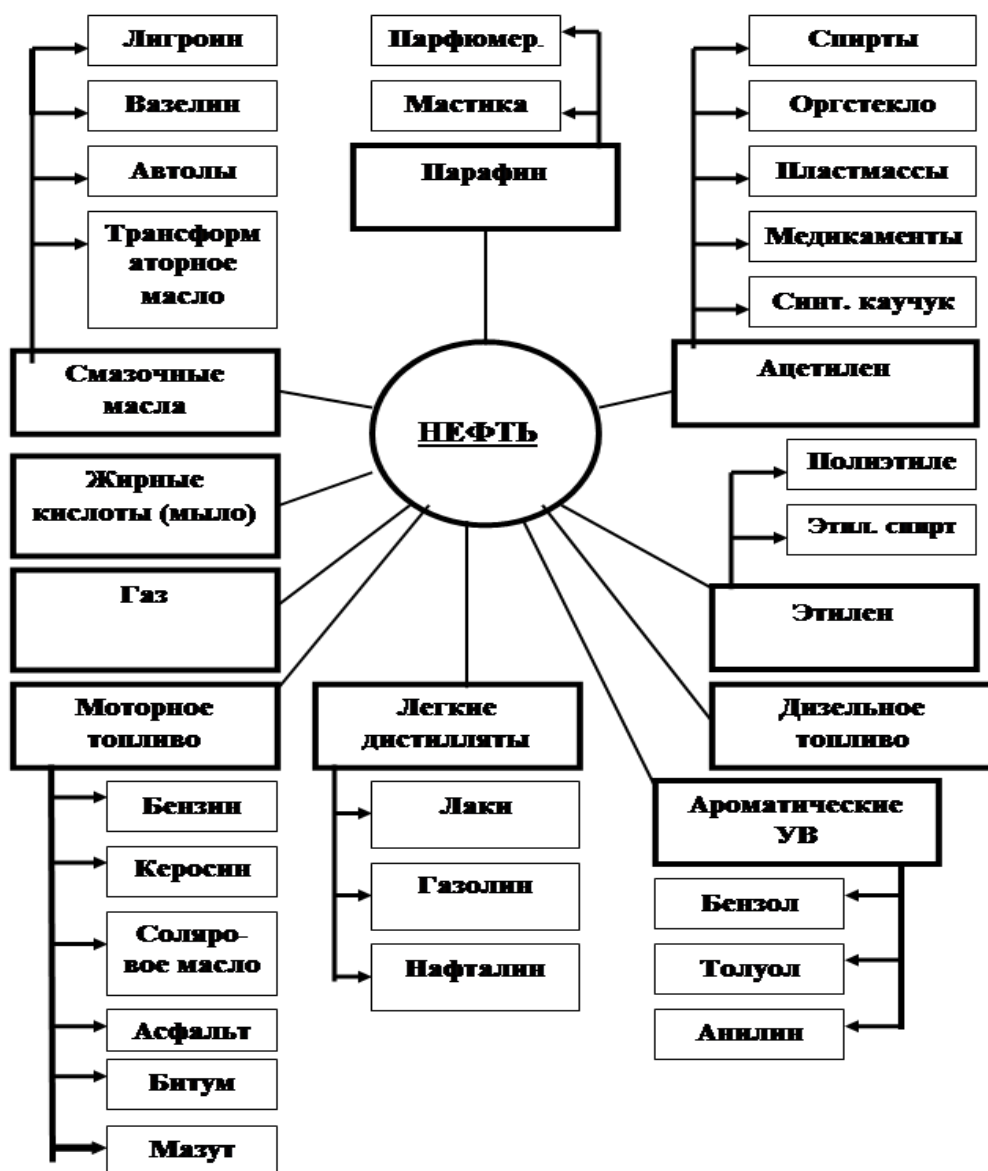 Лигроин
Вазелин
Автолы
Трансформ
аторное
масло
Смазочные
масла
Жирные
кислоты (мыло)
Газ
Моторное
топливо
Бензин
Керосин
Соляро-
вое масло
Асфальт
Битум
Мазут
Парфюмер.
Мастика
Парафин
НЕФТЬ
Легкие
дистилляты
Лаки
Газолин
Нафталин
Спирты
Оргстекло
Пластмассы
Медикаменты
Синт. каучук
Ацетилен
Полиэтиле
Этил. спирт
Этилен
Дизельное
топливо
Ароматические
УВ
Бензол
Толуол
Анилин